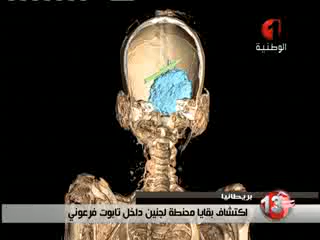 1
الوطنية
بريطانيا
اكتشاف بقايا محنطة لجنين داخل تابوت فرعوني
13